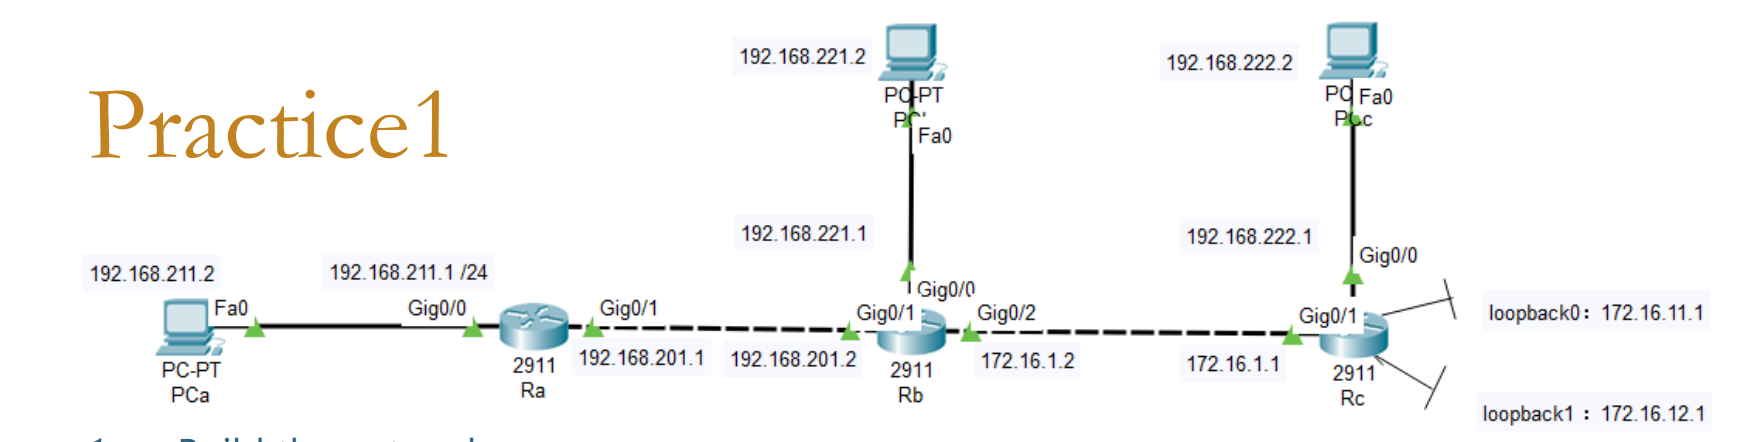 Practice1
192.168.221.2
PC-PT
Fa0
192.168.222.2
Fa0
192.168.221.1
Gig0/0
192.168.222.1
Gig0/0
192.168.211.2
192.168.211.1 /24
Fa0
Gig0/0
Gig0/1
Gig0/1
Gig0/2
Gig0/1
192.168.201.1
192.168.201.2
172.16.1.2
172.16.1.1
PC-PT
PCa
2911
Ra
2911
Rb
2911
Rc
loopback0：172.16.11.1
loopback1：172.16.12.1